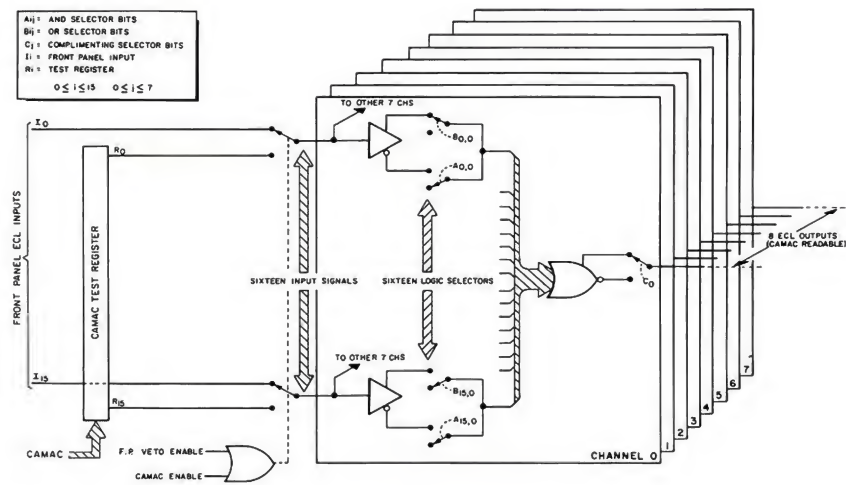 Aij = AND SELECTOR BITS
Bij = OR SELECTOR BITS
Cj = COMPLIMENTING SELECTOR BITS
Ii = FRONT PANEL INPUT
Ri = TEST REGISTER
0 ≤ i ≤ 15 0 ≤ j ≤ 7
TO OTHER 7 CHS
I0
B0,0
R0
A0,0
FRONT PANEL ECL INPUTS
CAMAC TEST REGISTER
8 ECL OUTPUTS
(CAMAC READABLE)
SIXTEEN INPUT SIGNALS
SIXTEEN LOGIC SELECTORS
C0
TO OTHER 7 CHS
I15
B15,0
R15
A15,0
7
6
5
4
3
2
1
CHANNEL 0
F.P. VETO ENABLE
CAMAC
CAMAC ENABLE